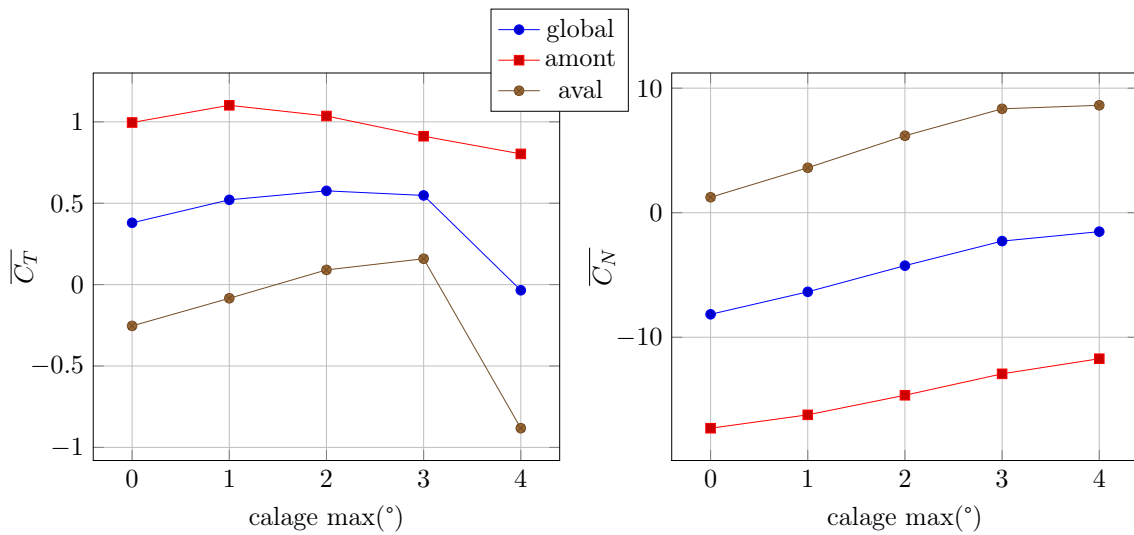 global
amont
aval
1
0.5
0
−0.5
−1
0 1 2 3 4
calage max(°)
C_T
10
0
−10
0 1 2 3 4
calage max(°)
C_N